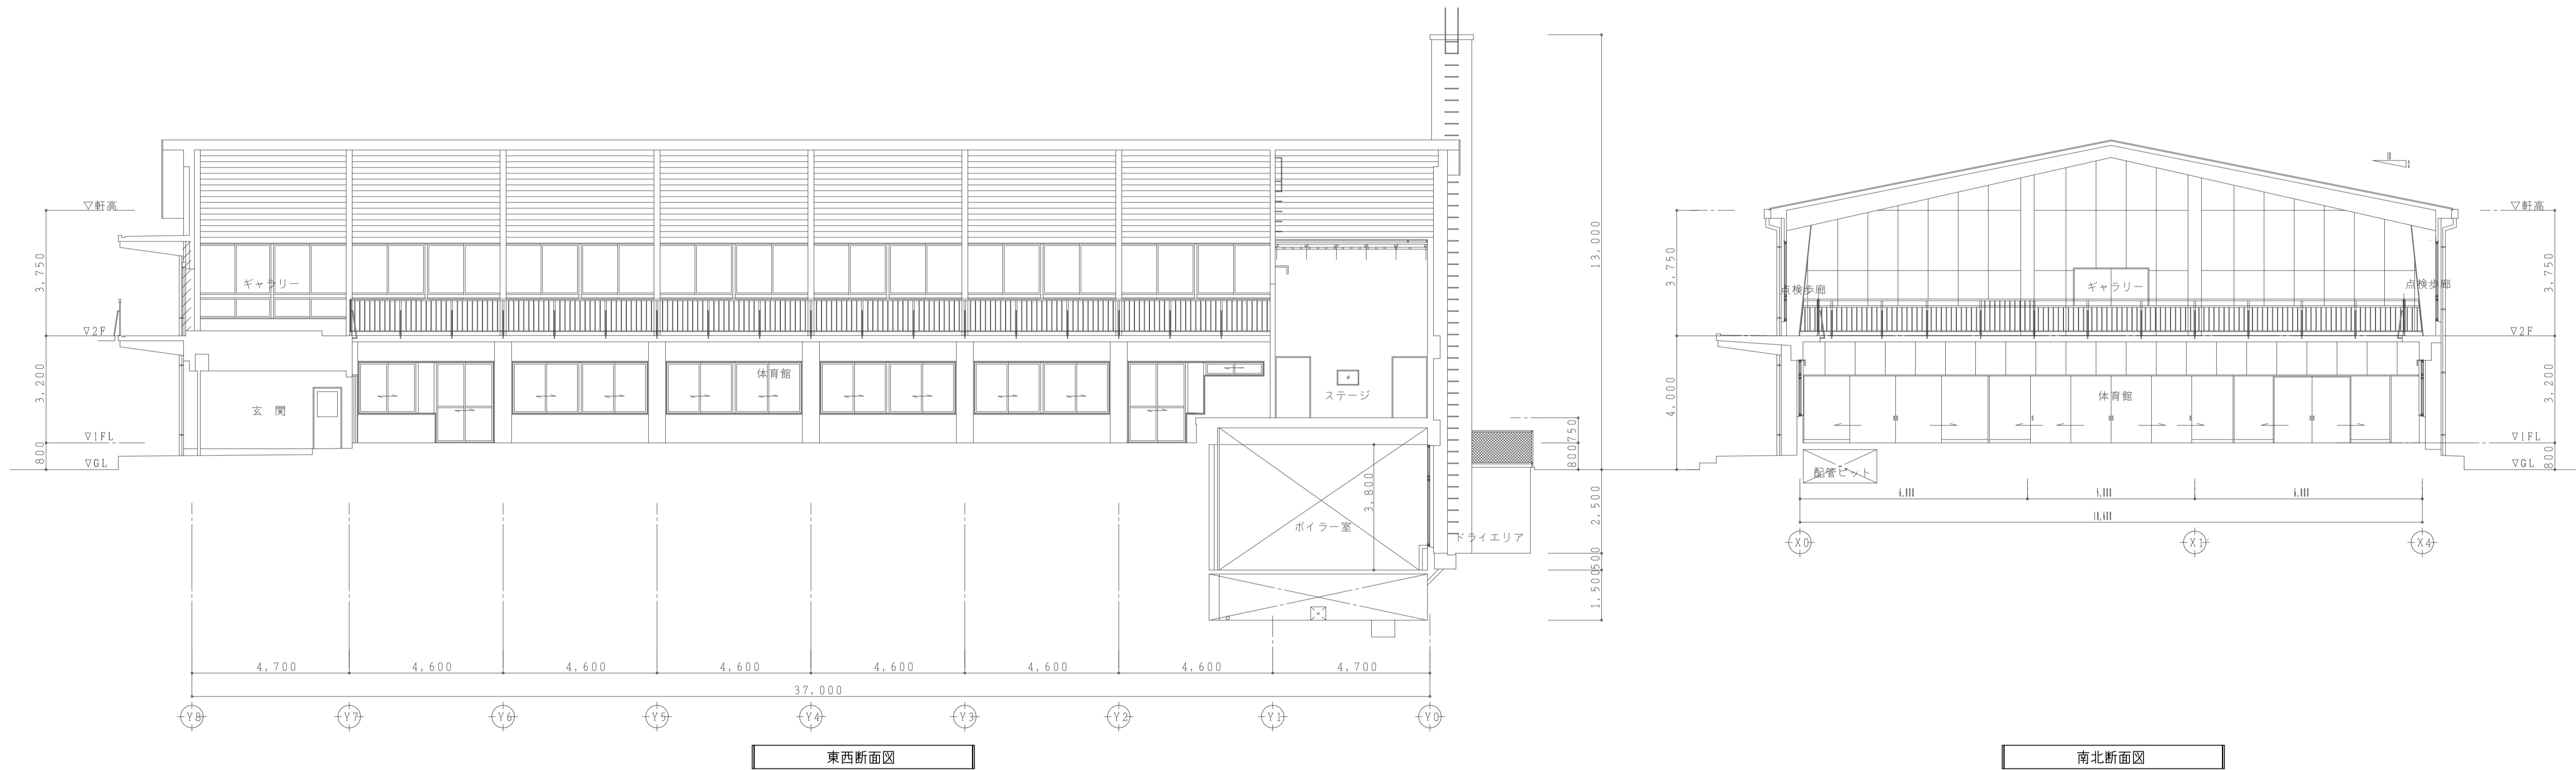 ▽軒高
3,750
▽2F
3,200
▽1FL
800
▽GL
ギャラリー
玄 関
体育館
ステージ
ボイラー室
3,800
ドライエリア
13,000
750
800
2,500
500
1,500
4,700
4,600
4,600
4,600
4,600
4,600
4,600
4,700
37,000
Y8
Y7
Y6
Y5
Y4
Y3
Y2
Y1
Y0
東西断面図
3,750
4,000
点検歩廊
ギャラリー
点検歩廊
体育館
配管ピット
▽軒高
3,750
▽2F
3,200
▽1FL
800
▽GL
X0
X1
X4
南北断面図